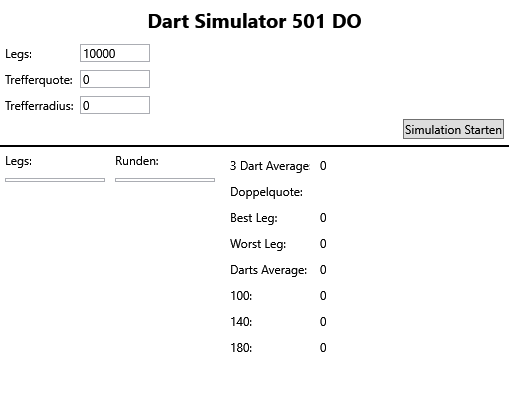 Dart Simulator 501 DO
Legs: 10000
Trefferquote: 0
Trefferradius: 0
Simulation Starten
Legs: Runden:
3 Dart Average: 0
Doppelquote:
Best Leg: 0
Worst Leg: 0
Darts Average: 0
100: 0
140: 0
180: 0